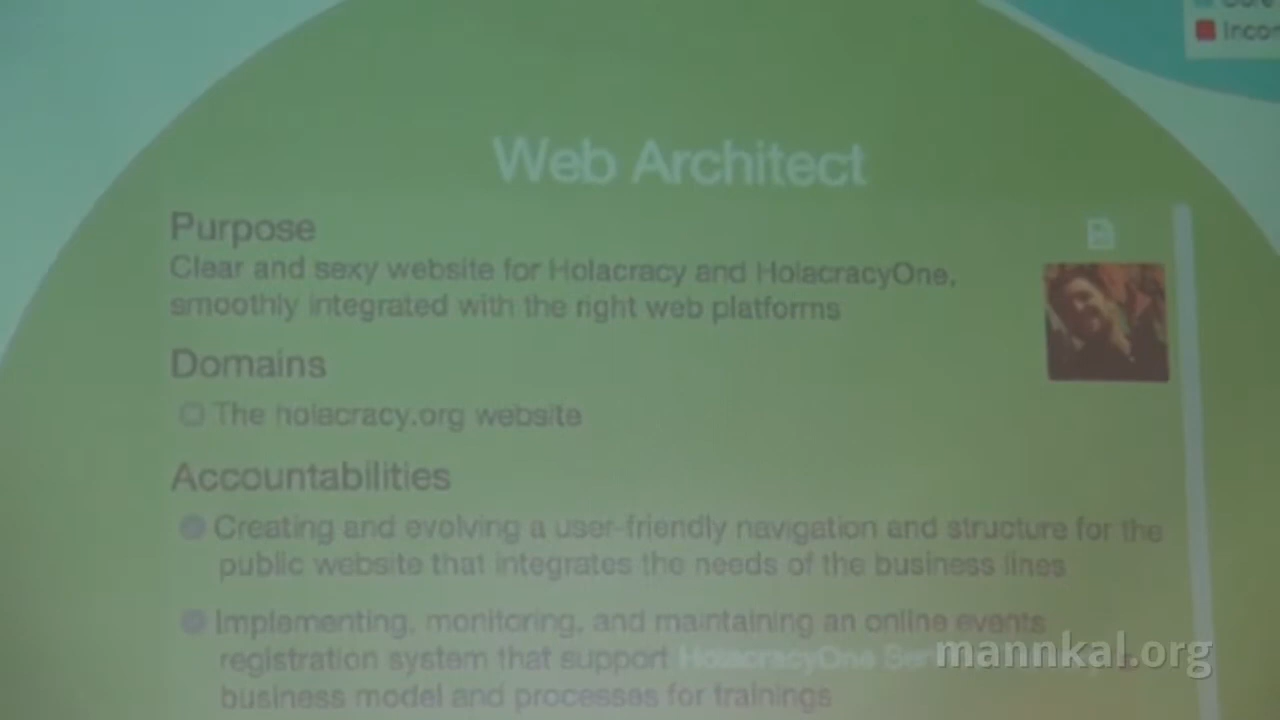 Core
Incor
Web Architect
Purpose
Clear and sexy website for Holacracy and HolacracyOne,
smoothly integrated with the right web platforms
Domains
The holacracy.org website
Accountabilities
Creating and evolving a user-friendly navigation and structure for the
public website that integrates the needs of the business lines
Implementing, monitoring, and maintaining an online events
registration system that support HolacracyOne
business model and processes for trainings
mannkal.org